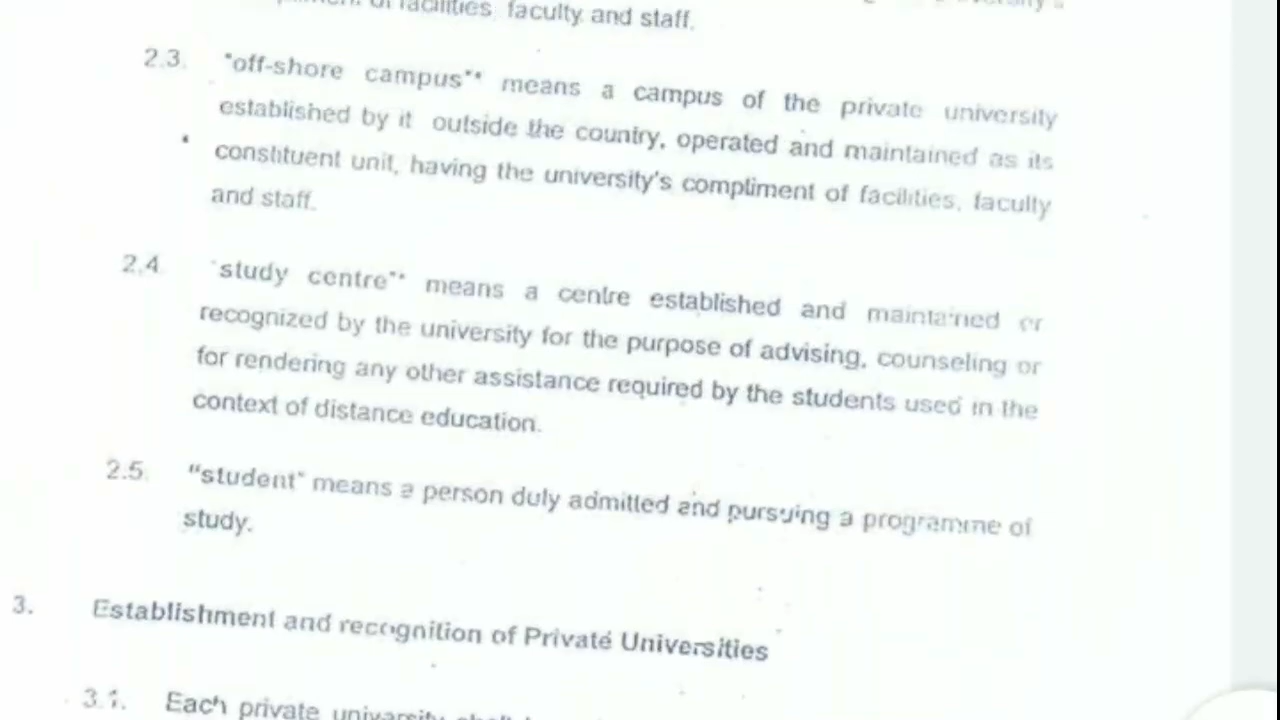 of facilities, faculty and staff.
2.3. "off-shore campus"" means a campus of the private university
established by it outside the country, operated and maintained as its
constituent unit, having the university's compliment of facilities, faculty
and staff.
2.4 "study centre"" means a centre established and maintained or
recognized by the university for the purpose of advising, counseling or
for rendering any other assistance required by the students used in the
context of distance education.
2.5. "student" means a person duly admitted and pursuing a programme of
study.
3. Establishment and recognition of Private Universities
3.1. Each private university